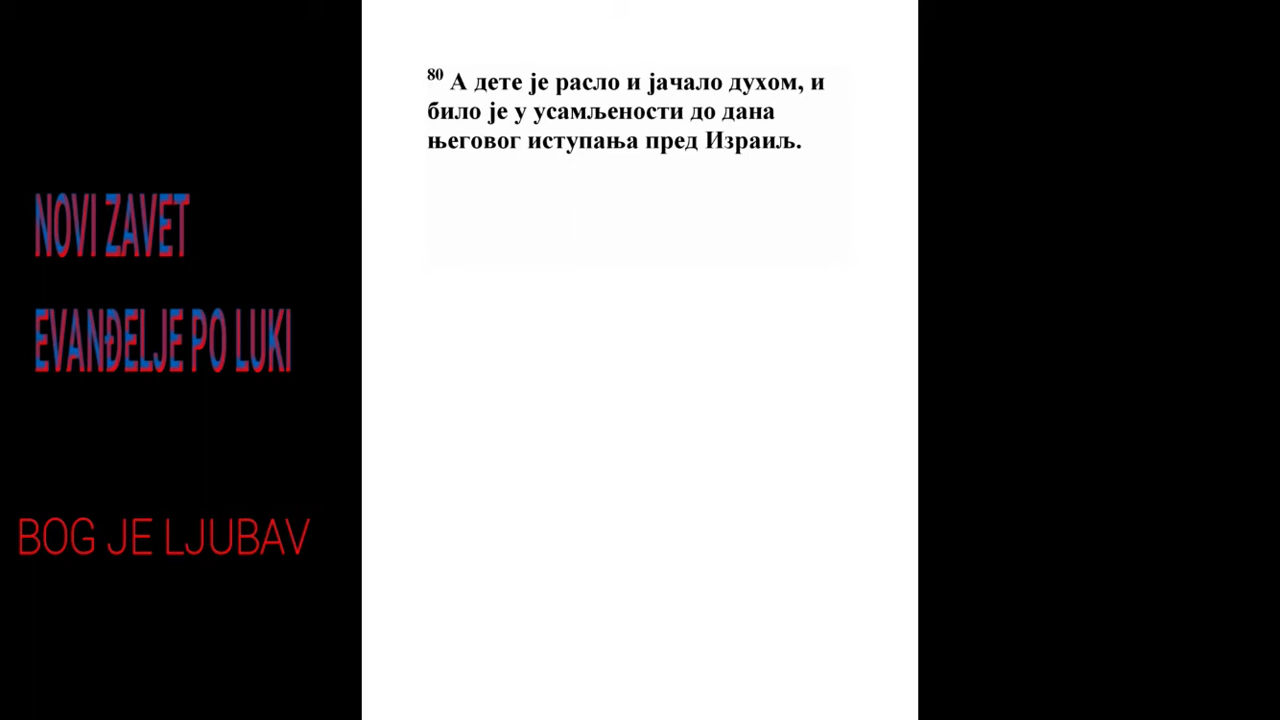 NOVI ZAVET
EVANĐELJE PO LUKI
BOG JE LJUBAV
80 А дете је расло и јачало духом, и
било је у усамљености до дана
његовог иступања пред Израиљ.